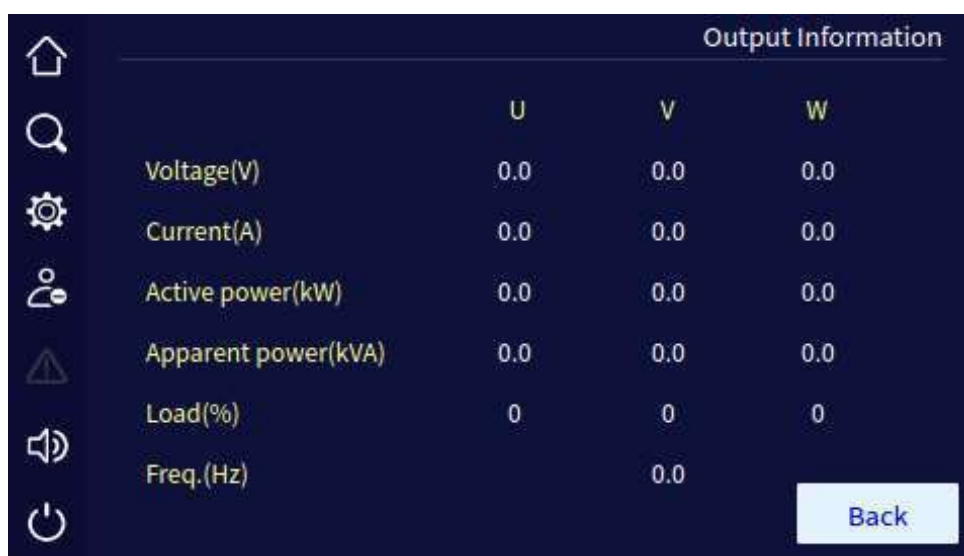 Output Information
U V W
Voltage(V) 0.0 0.0 0.0
Current(A) 0.0 0.0 0.0
Active power(kW) 0.0 0.0 0.0
Apparent power(kVA) 0.0 0.0 0.0
Load(%) 0 0 0
Freq.(Hz) 0.0
Back